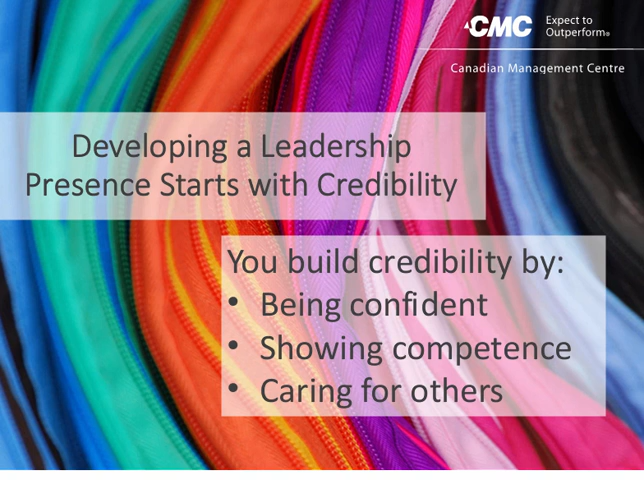 CMC
Expect to
Outperform®
Canadian Management Centre
Developing a Leadership
Presence Starts with Credibility
You build credibility by:
• Being confident
• Showing competence
• Caring for others